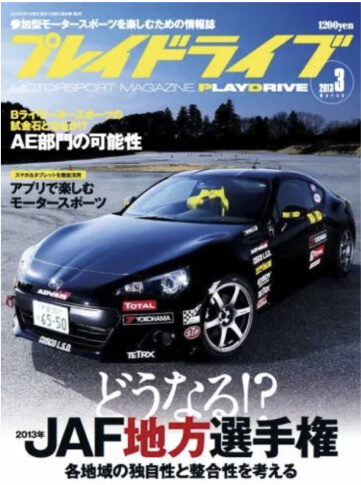 参加型モータースポーツを楽しむための情報誌
1200yen
プレイドライブ
MOTORSPORT MAGAZINE PLAYDRIVE
2013 3
Bライモータースポーツの
試金石となるか!?
AE部門の可能性
スマホ&タブレットを徹底活用
アプリで楽しむ
モータースポーツ
ADVAN
65-50
CUSCO L.S.D.
TOTAL
YOKOHAMA
TEIRX
STP
YOKOHAMA
どうなる!?
2013年 JAF地方選手権
各地域の独自性と整合性を考える